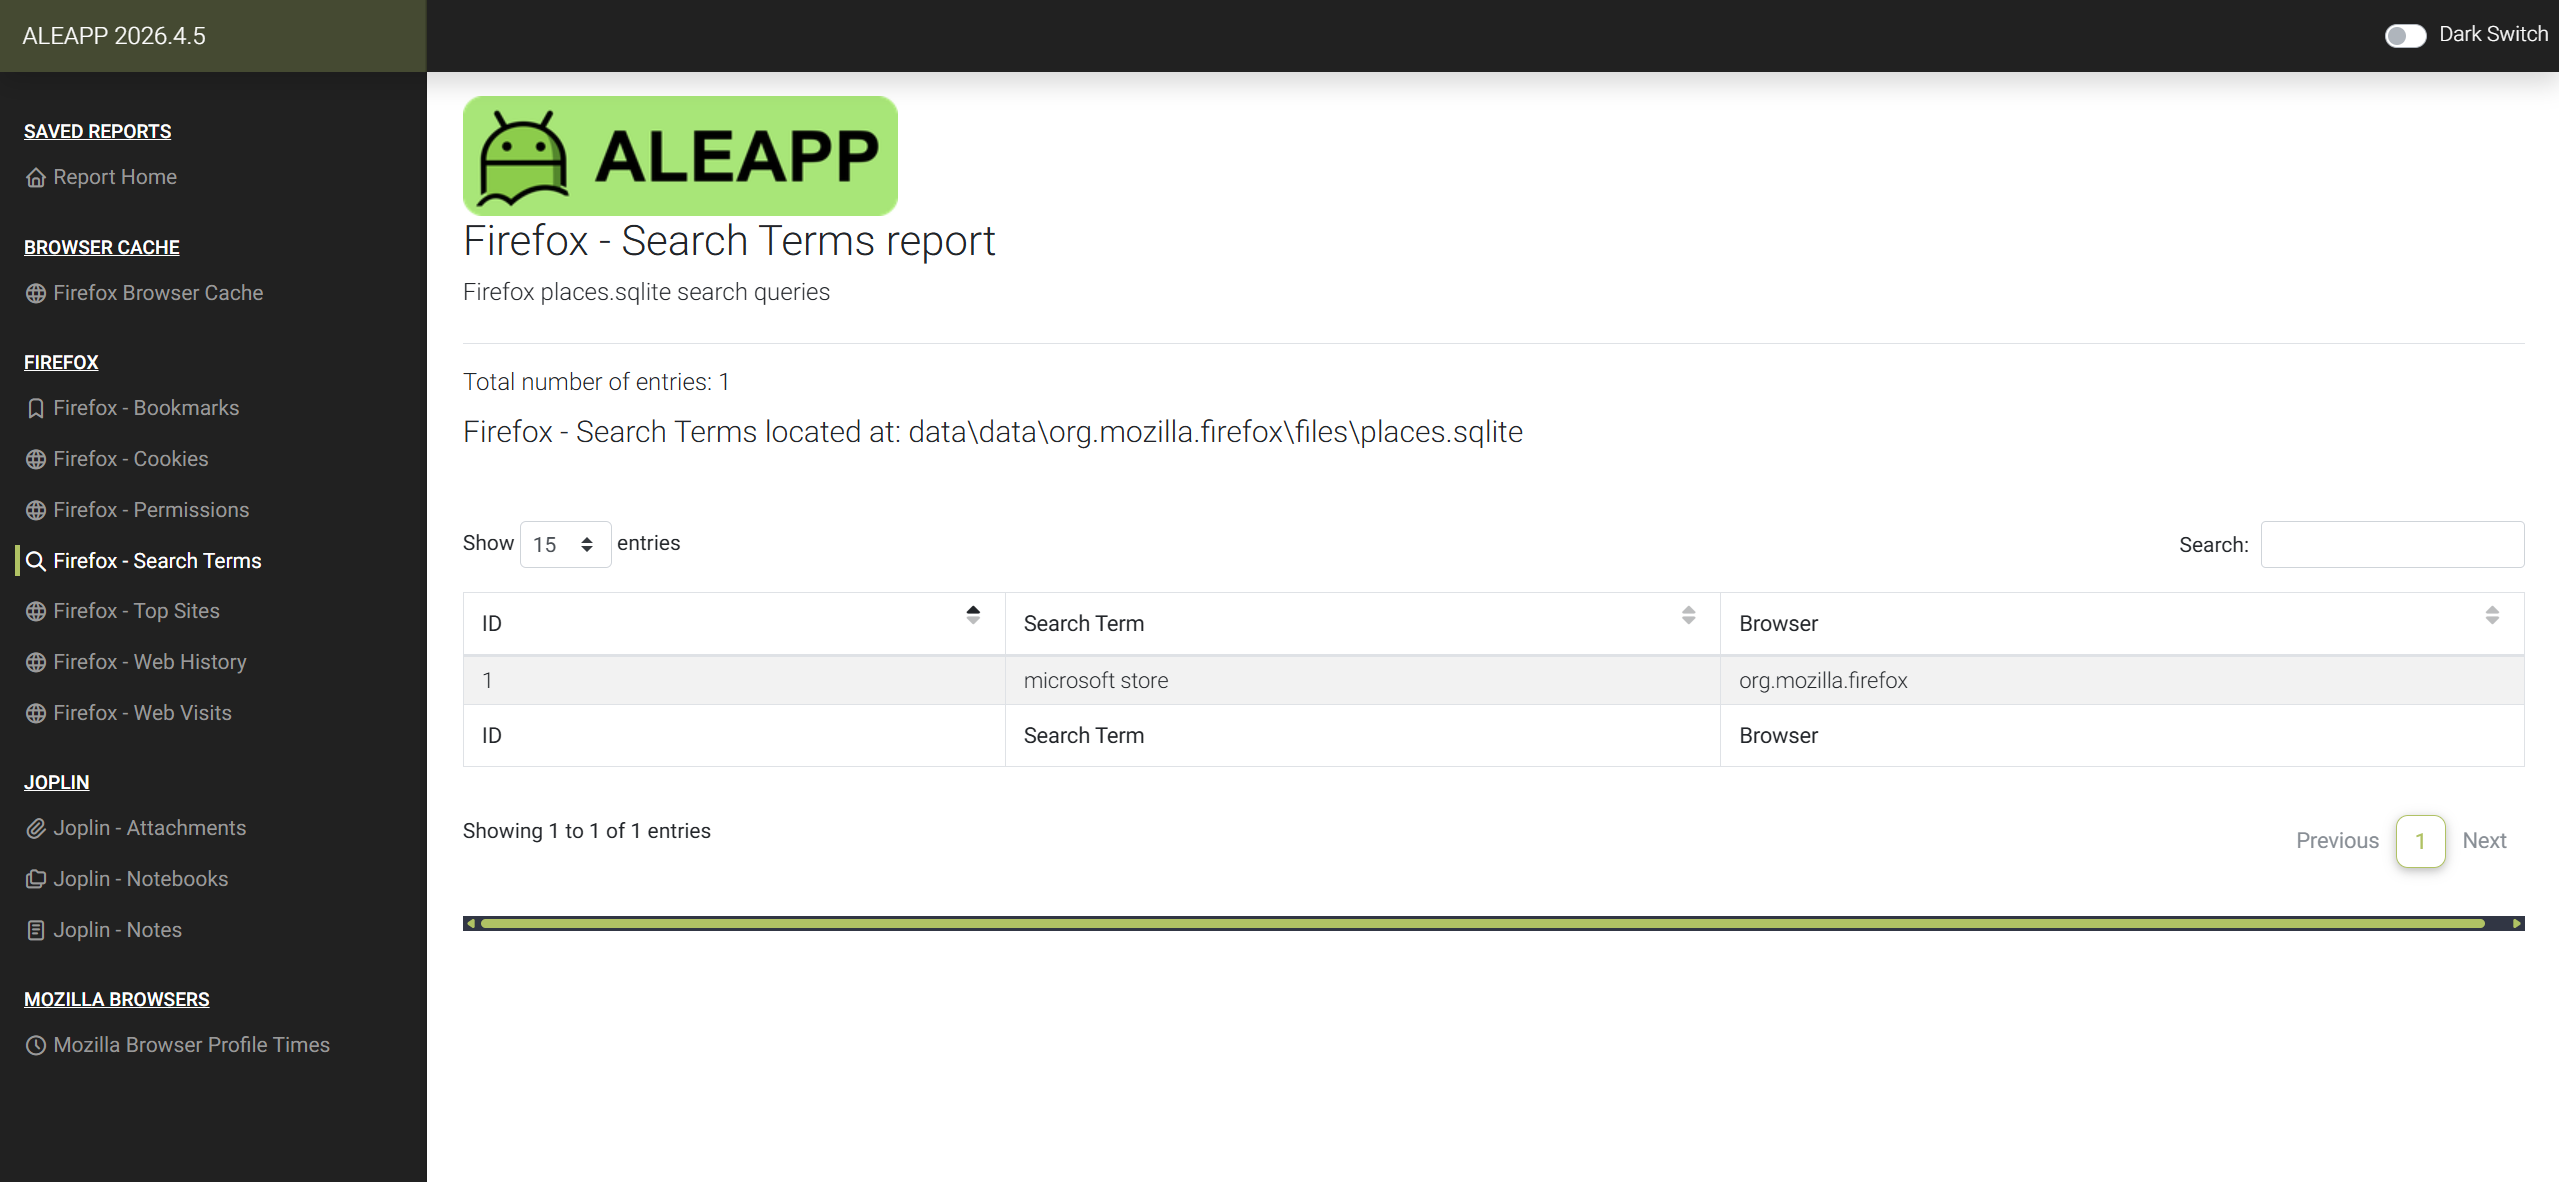 ALEAPP 2026.4.5
Dark Switch
SAVED REPORTS
Report Home
BROWSER CACHE
Firefox Browser Cache
FIREFOX
Firefox - Bookmarks
Firefox - Cookies
Firefox - Permissions
Firefox - Search Terms
Firefox - Top Sites
Firefox - Web History
Firefox - Web Visits
JOPLIN
Joplin - Attachments
Joplin - Notebooks
Joplin - Notes
MOZILLA BROWSERS
Mozilla Browser Profile Times
ALEAPP
Firefox - Search Terms report
Firefox places.sqlite search queries
Total number of entries: 1
Firefox - Search Terms located at: data\data\org.mozilla.firefox\files\places.sqlite
Show 15 entries Search:
ID Search Term Browser
1 microsoft store org.mozilla.firefox
ID Search Term Browser
Showing 1 to 1 of 1 entries
Previous 1 Next